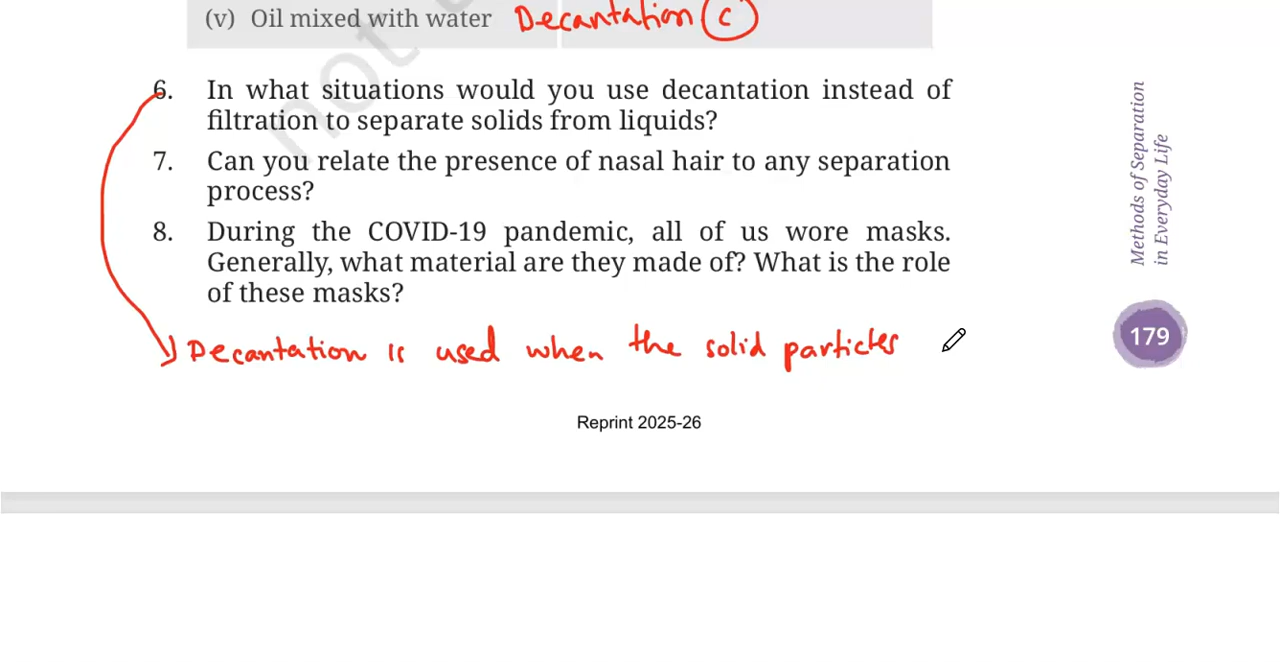 (v) Oil mixed with water Decantation (c)
6. In what situations would you use decantation instead of
filtration to separate solids from liquids?
7. Can you relate the presence of nasal hair to any separation
process?
8. During the COVID-19 pandemic, all of us wore masks.
Generally, what material are they made of? What is the role
of these masks?
Decantation is used when the solid particles
Reprint 2025-26
Methods of Separation
in Everyday Life
179
not